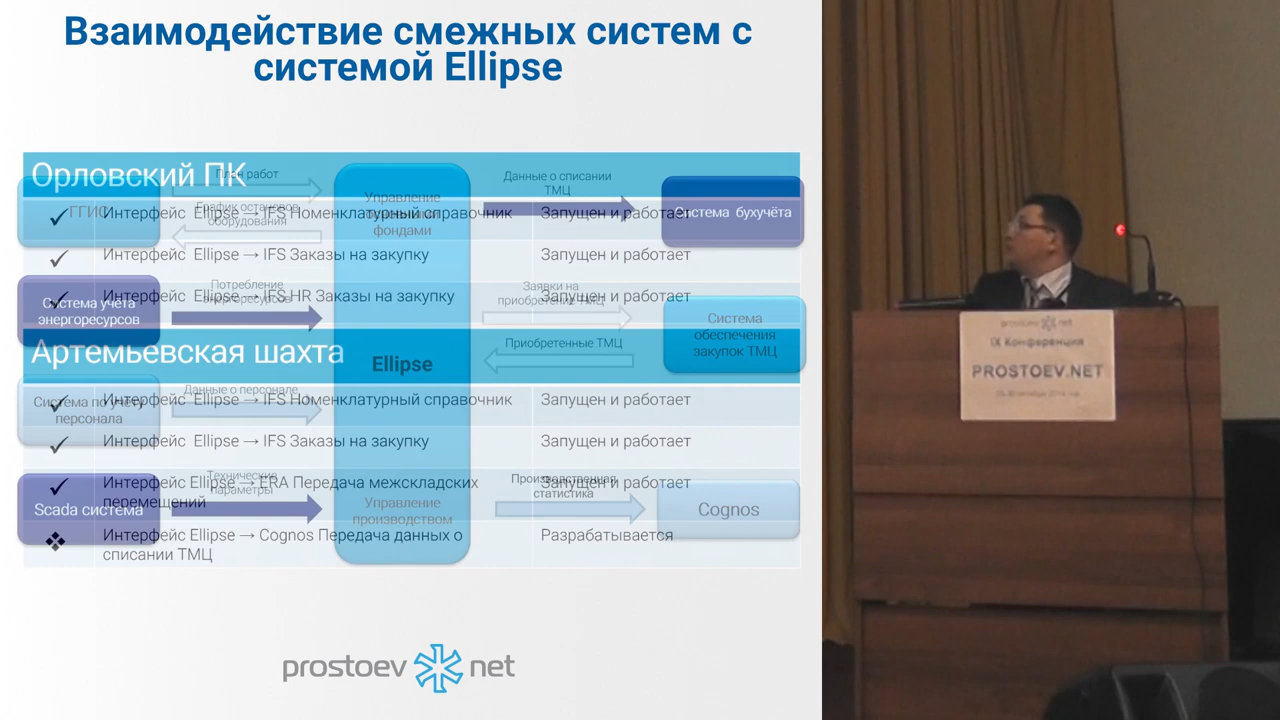 Взаимодействие смежных систем с
системой Ellipse
Орловский ПК
План работ
Данные о списании
ТМЦ
Управление
фондами
ГГИС
График остановов
оборудования
Система бухучёта
Интерфейс Ellipse → IFS Номенклатурный справочник
Запущен и работает
Интерфейс Ellipse → IFS Заказы на закупку
Запущен и работает
Интерфейс Ellipse → IFS HR Заказы на закупку
Запущен и работает
Система учёта
энергоресурсов
Потребление
энергоресурсов
Заявки на
приобретение ТМЦ
Система
обеспечения
закупок ТМЦ
Артемьевская шахта
Ellipse
Приобретенные ТМЦ
Система по учёту
персонала
Данные о персонале
Интерфейс Ellipse → IFS Номенклатурный справочник
Запущен и работает
Интерфейс Ellipse → IFS Заказы на закупку
Запущен и работает
Интерфейс Ellipse → ERA Передача межскладских
перемещений
Запущен и работает
Scada система
Технические
параметры
Управление
производством
Производственная
статистика
Cognos
Интерфейс Ellipse → Cognos Передача данных о
списании ТМЦ
Разрабатывается
prostoev net
prostoev net
IX Конференция
PROSTOEV.NET